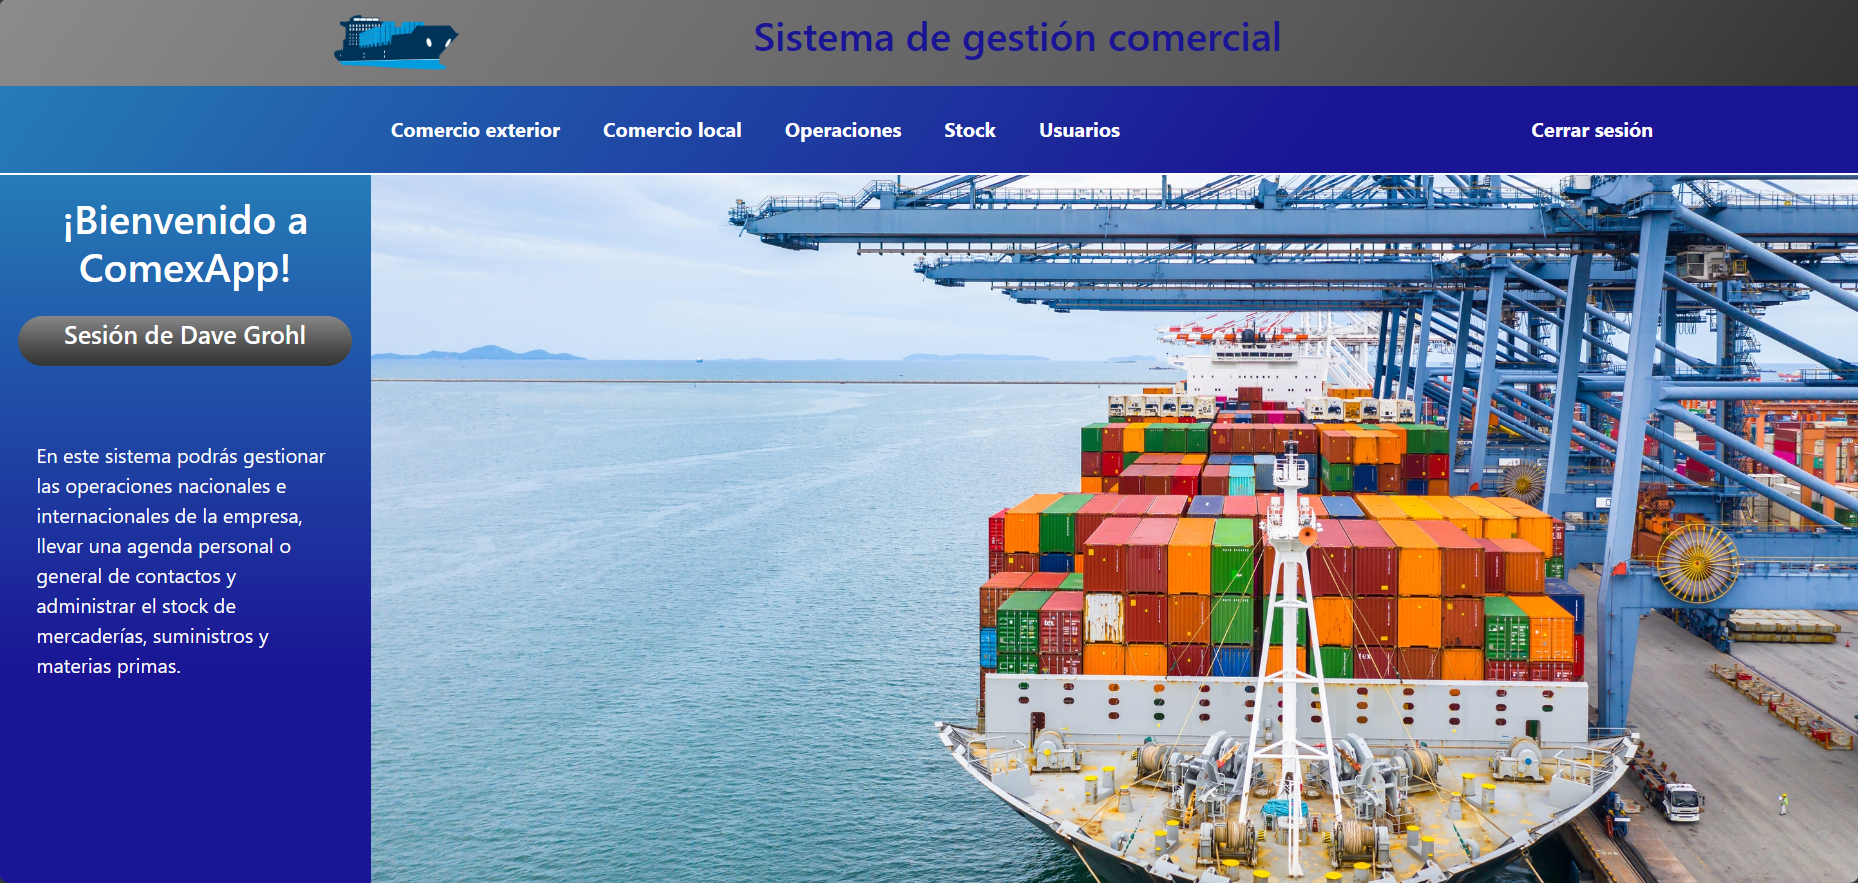 Sistema de gestión comercial
Comercio exterior Comercio local Operaciones Stock Usuarios Cerrar sesión
¡Bienvenido a
ComexApp!
Sesión de Dave Grohl
En este sistema podrás gestionar
las operaciones nacionales e
internacionales de la empresa,
llevar una agenda personal o
general de contactos y
administrar el stock de
mercaderías, suministros y
materias primas.
tex
tex